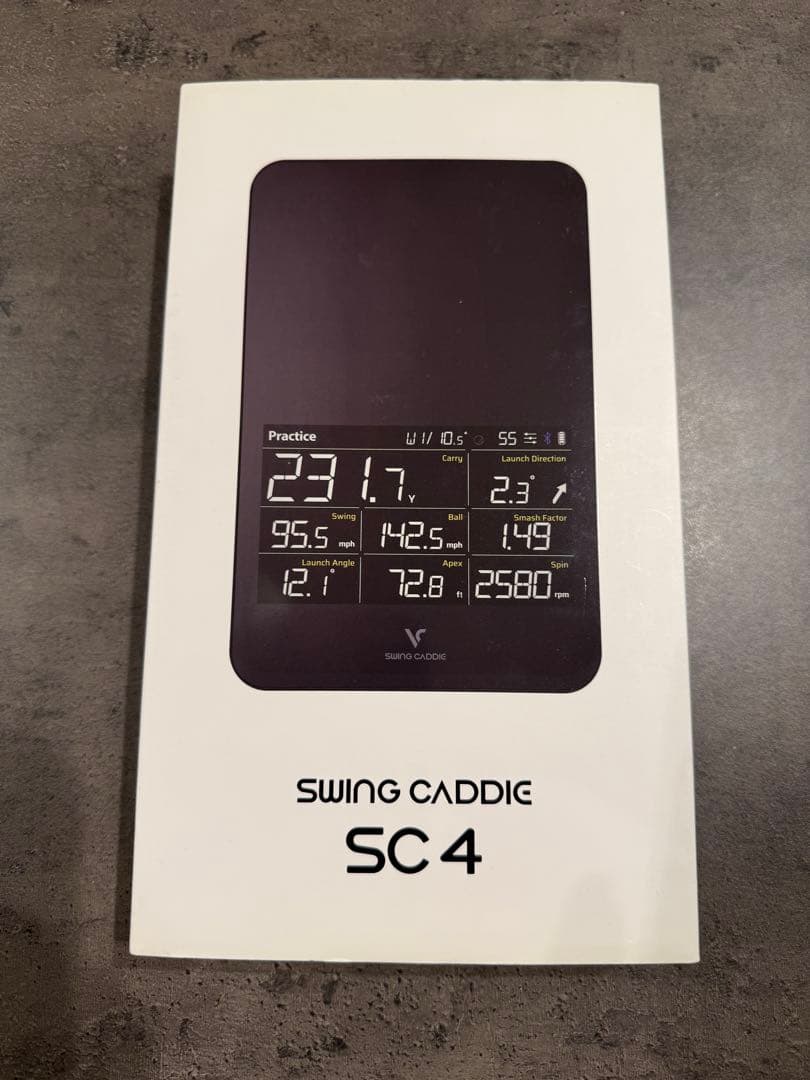 Practice W1/ 10.5° 55
Carry Launch Direction
231.7 Y 2.3°
Swing Ball Smash Factor
95.5 mph 142.5 mph 1.49
Launch Angle Apex Spin
12.1° 72.8 ft 2580 rpm
SWING CADDIE
SWING CADDIE
SC4